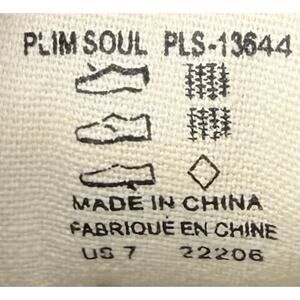 PLIM SOUL PLS-13644
MADE IN CHINA
FABRIQUÉ EN CHINE
US 7 22206